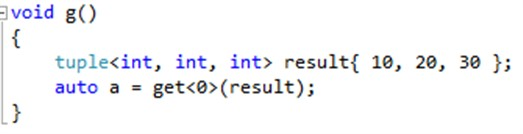 void g()
{
    tuple<int, int, int> result{ 10, 20, 30 };
    auto a = get<0>(result);
}